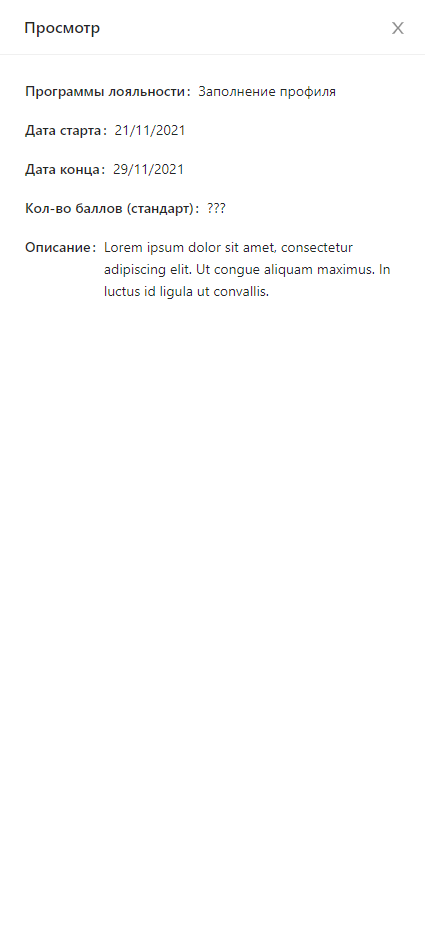 Просмотр
Программы лояльности: Заполнение профиля
Дата старта: 21/11/2021
Дата конца: 29/11/2021
Кол-во баллов (стандарт): ???
Описание: Lorem ipsum dolor sit amet, consectetur
adipiscing elit. Ut congue aliquam maximus. In
luctus id ligula ut convallis.